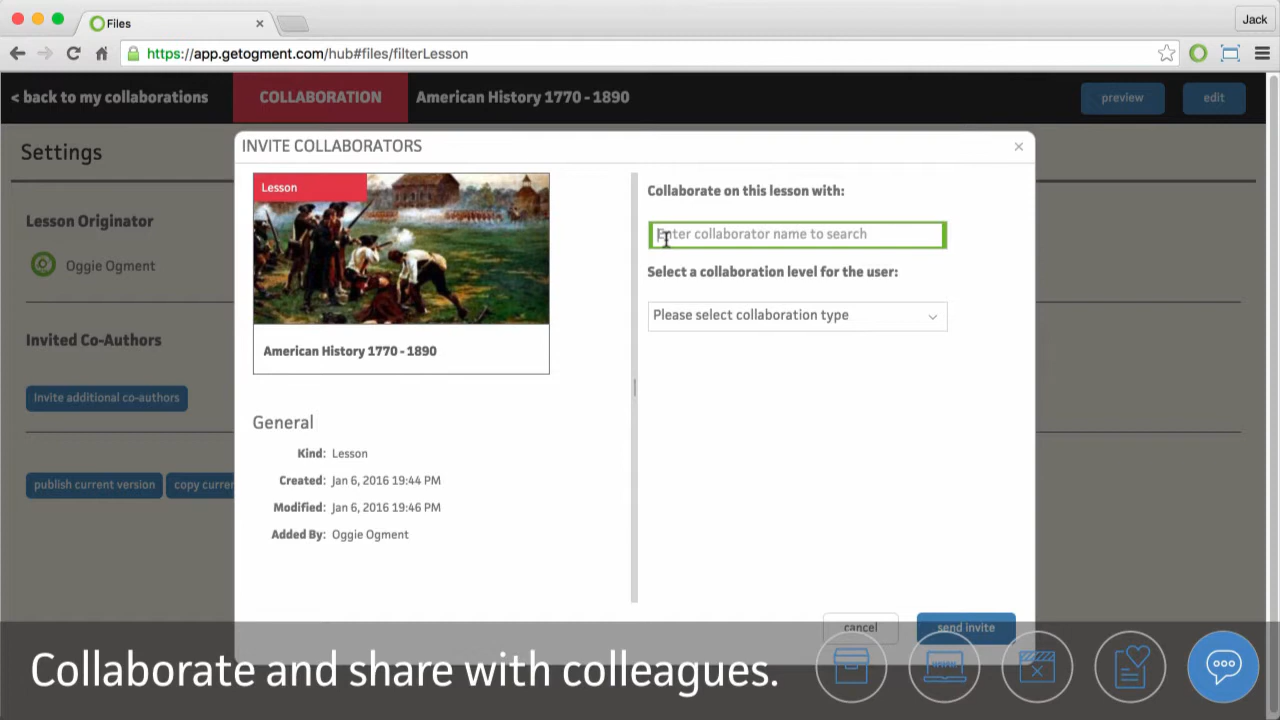 Files
Jack
https://app.getogment.com/hub#files/filterLesson
< back to my collaborations
COLLABORATION
American History 1770 - 1890
preview
edit
Settings
Lesson Originator
Oggie Ogment
Invited Co-Authors
Invite additional co-authors
publish current version
copy curre
INVITE COLLABORATORS
Lesson
American History 1770 - 1890
General
Kind: Lesson
Created: Jan 6, 2016 19:44 PM
Modified: Jan 6, 2016 19:46 PM
Added By: Oggie Ogment
Collaborate on this lesson with:
Enter collaborator name to search
Select a collaboration level for the user:
Please select collaboration type
cancel
send invite
Collaborate and share with colleagues.